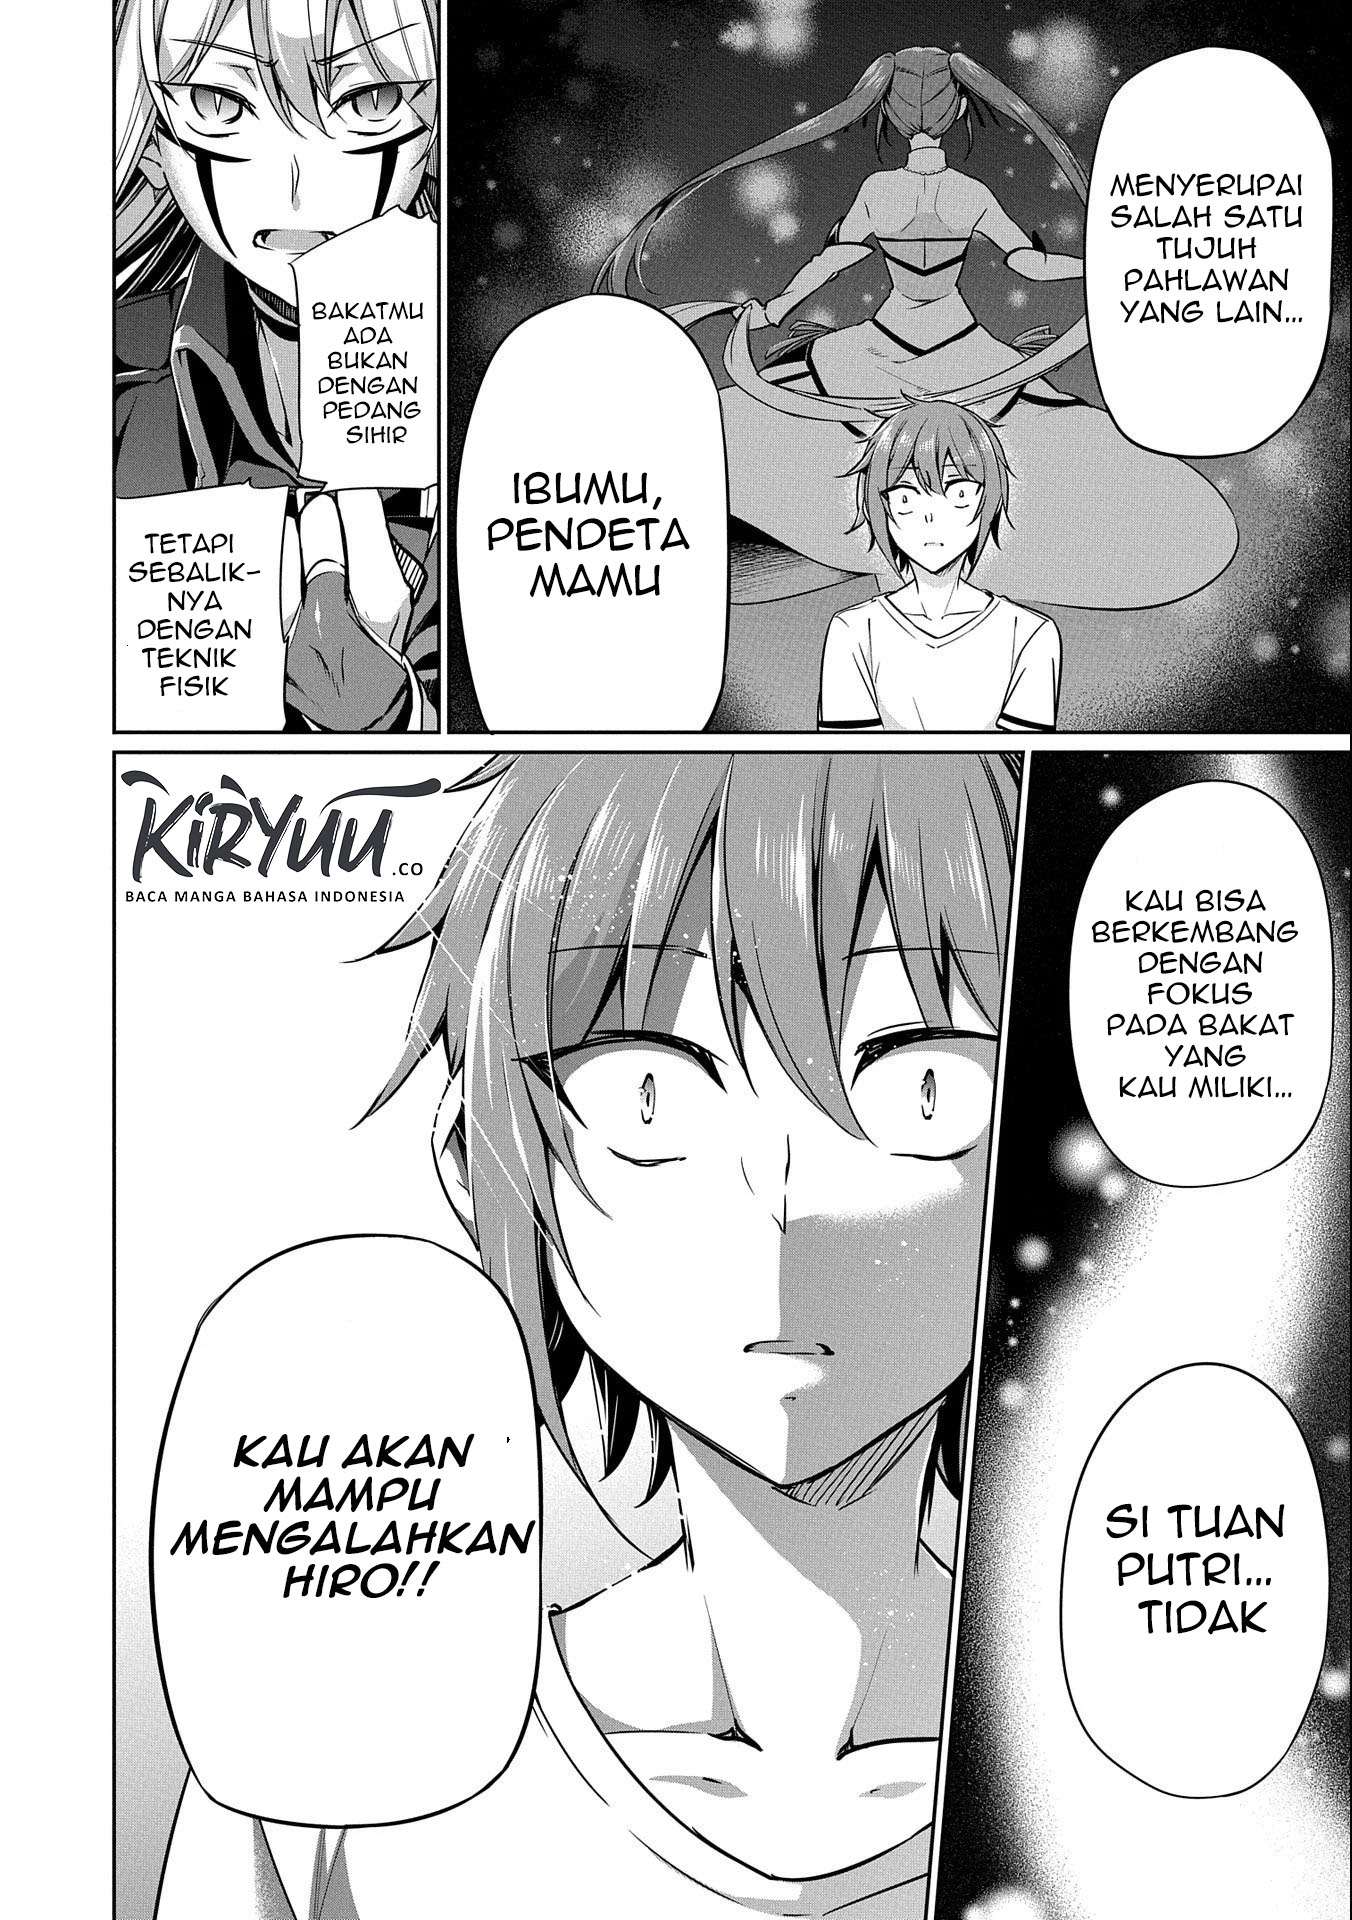 MENYERUPAI
SALAH SATU
TUJUH
PAHLAWAN
YANG LAIN...
IBUMU,
PENDETA
MAMU
BAKATMU
ADA
BUKAN
DENGAN
PEDANG
SIHIR
TETAPI
SEBALIK-
NYA
DENGAN
TEKNIK
FISIK
KAU BISA
BERKEMBANG
DENGAN
FOKUS
PADA BAKAT
YANG
KAU MILIKI...
SI TUAN
PUTRI...
TIDAK
KAU AKAN
MAMPU
MENGALAHKAN
HIRO!!
KIRYUU.CO
BACA MANGA BAHASA INDONESIA